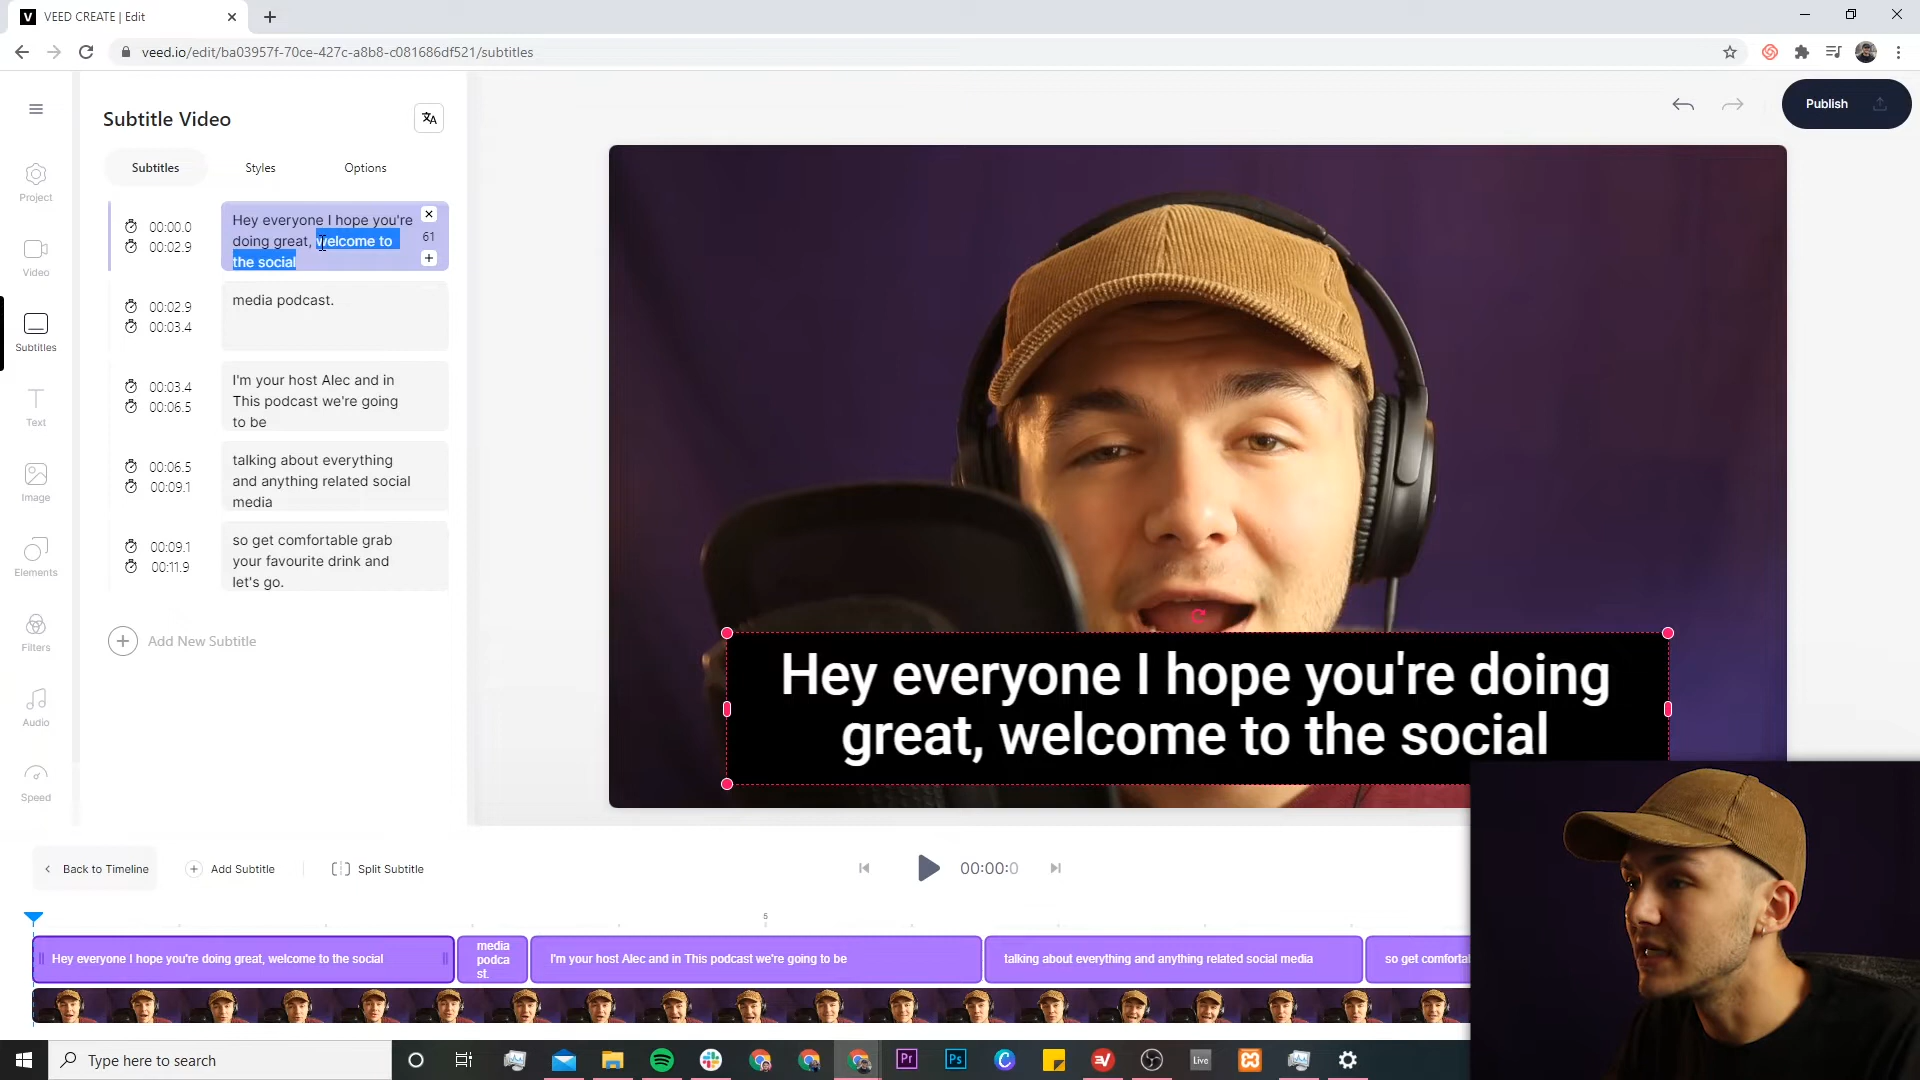 VEED CREATE | Edit
veed.io/edit/ba03957f-70ce-427c-a8b8-c081686df521/subtitles
Subtitle Video
Publish
Subtitles
Styles
Options
Project
Video
Subtitles
Text
Image
Elements
Filters
Audio
Speed
00:00.0
00:02.9
Hey everyone I hope you're
doing great, welcome to
the social
61
00:02.9
00:03.4
media podcast.
00:03.4
00:06.5
I'm your host Alec and in
This podcast we're going
to be
00:06.5
00:09.1
talking about everything
and anything related social
media
00:09.1
00:11.9
so get comfortable grab
your favourite drink and
let's go.
Add New Subtitle
Hey everyone I hope you're doing
great, welcome to the social
Back to Timeline
Add Subtitle
Split Subtitle
00:00:0
5
Hey everyone I hope you're doing great, welcome to the social
media
podca
st.
I'm your host Alec and in This podcast we're going to be
talking about everything and anything related social media
so get comfortal
Type here to search
Pr
Ps
Live